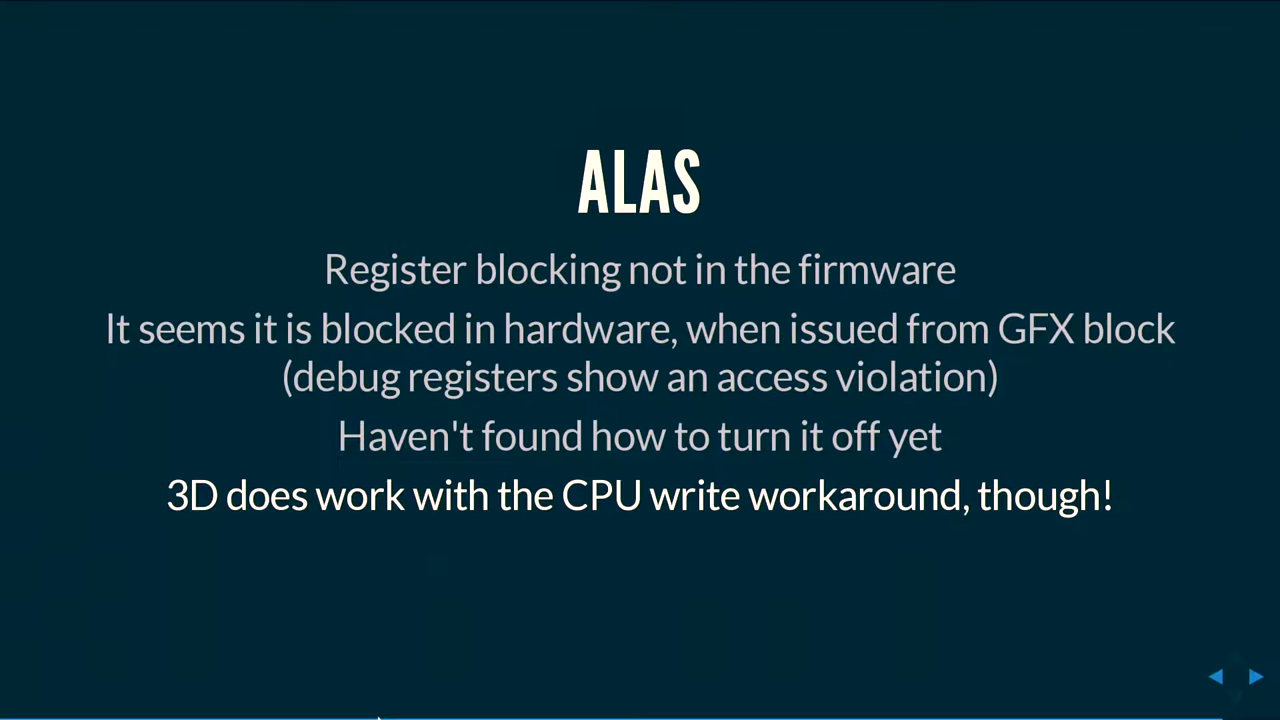 ALAS
Register blocking not in the firmware
It seems it is blocked in hardware, when issued from GFX block
(debug registers show an access violation)
Haven't found how to turn it off yet
3D does work with the CPU write workaround, though!